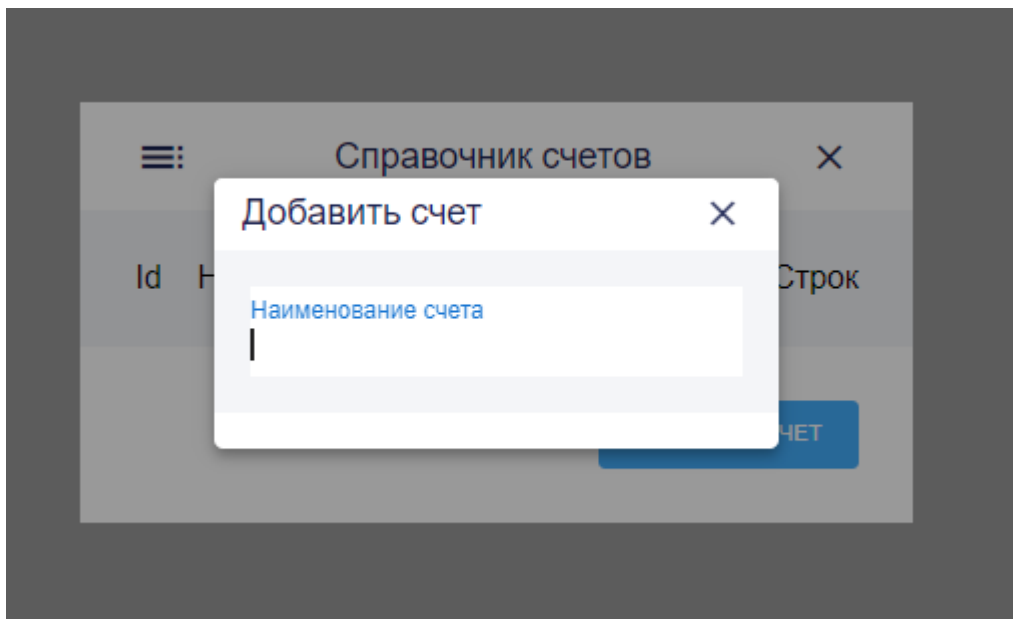 Справочник счетов
Добавить счет
Id
Строк
Наименование счета